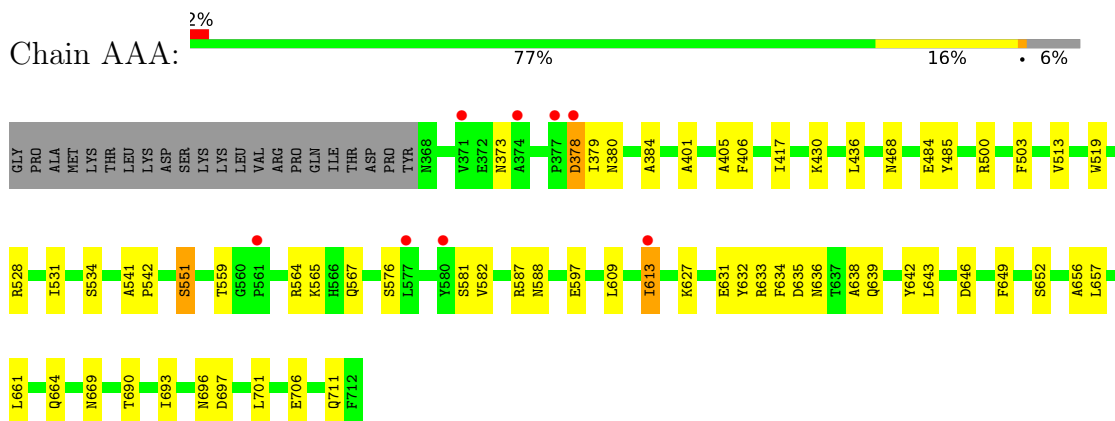 2%
Chain AAA:
77% 16% • 6%
GLY PRO ALA MET LYS THR LEU LYS ASP SER LYS LYS LEU VAL ARG PRO GLN ILE THR ASP PRO TYR N368 V371 E372 N373 A374 P377 D378 I379 N380 A384 A401 A405 F406 I417 K430 L436 N468 E484 Y485 R500 F503 V513 W519
R528 I531 S534 A541 P542 S551 T559 G560 P561 R564 K565 H566 Q567 S576 L577 Y580 S581 V582 R587 N588 E597 L609 I613 K627 E631 Y632 R633 F634 D635 N636 T637 A638 Q639 Y642 L643 D646 F649 S652 A656 L657
L661 Q664 N669 T690 I693 N696 D697 L701 E706 Q711 F712